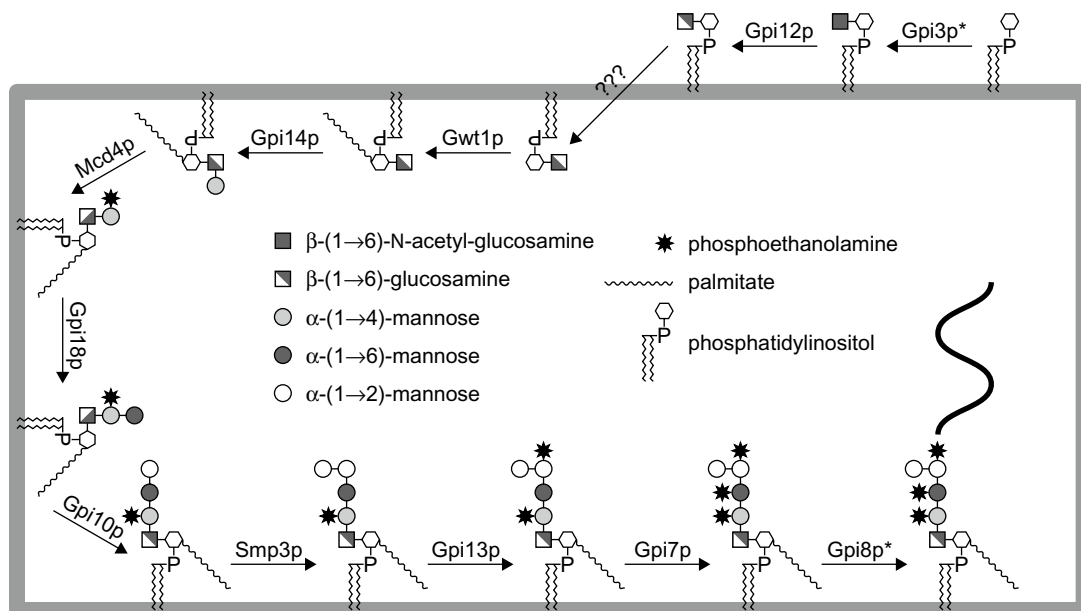 P
Gpi12p
P
Gpi3p*
P
???
P
Gpi14p
P
Gwt1p
P
Mcd4p
P
β-(1→6)-N-acetyl-glucosamine
β-(1→6)-glucosamine
α-(1→4)-mannose
α-(1→6)-mannose
α-(1→2)-mannose
phosphoethanolamine
palmitate
P
phosphatidylinositol
Gpi18p
P
Gpi10p
P
Smp3p
P
Gpi13p
P
Gpi7p
P
Gpi8p*
P